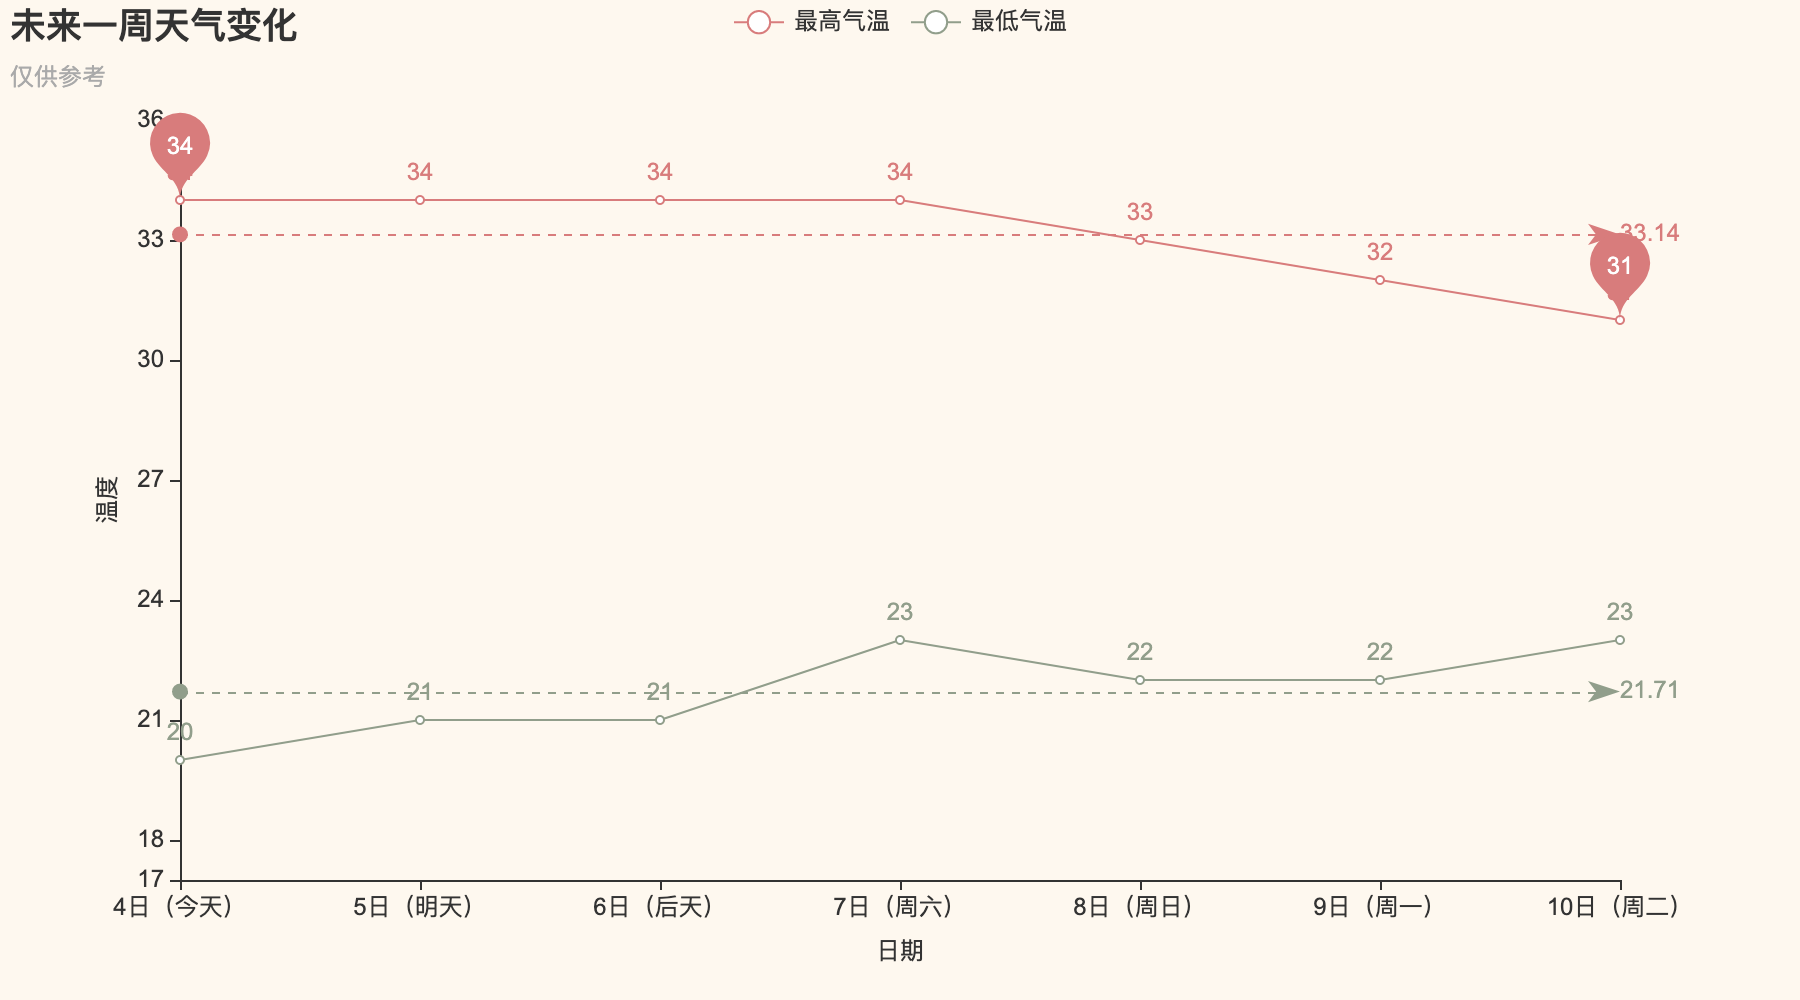 未来一周天气变化
仅供参考
最高气温
最低气温
36
33
30
27
24
21
18
17
温度
34
34
34
34
33
32
31
33.14
20
21
21
23
22
22
23
21.71
4日（今天）
5日（明天）
6日（后天）
7日（周六）
8日（周日）
9日（周一）
10日（周二）
日期